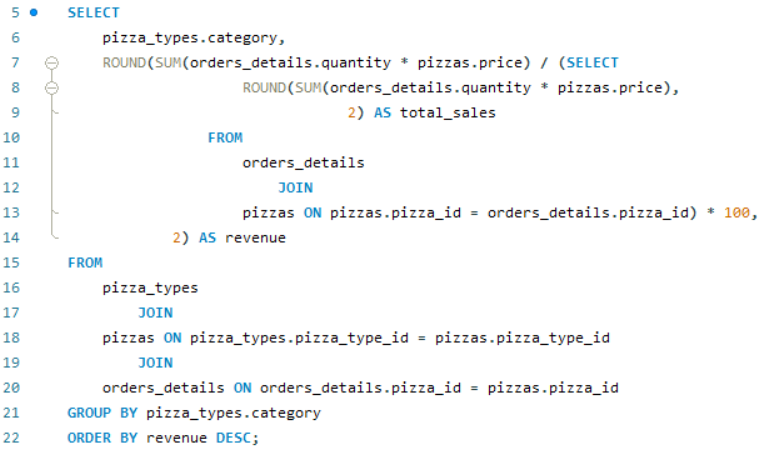 5 SELECT
6 pizza_types.category,
7 ROUND(SUM(orders_details.quantity * pizzas.price) / (SELECT
8 ROUND(SUM(orders_details.quantity * pizzas.price),
9 2) AS total_sales
10 FROM
11 orders_details
12 JOIN
13 pizzas ON pizzas.pizza_id = orders_details.pizza_id) * 100,
14 2) AS revenue
15 FROM
16 pizza_types
17 JOIN
18 pizzas ON pizza_types.pizza_type_id = pizzas.pizza_type_id
19 JOIN
20 orders_details ON orders_details.pizza_id = pizzas.pizza_id
21 GROUP BY pizza_types.category
22 ORDER BY revenue DESC;